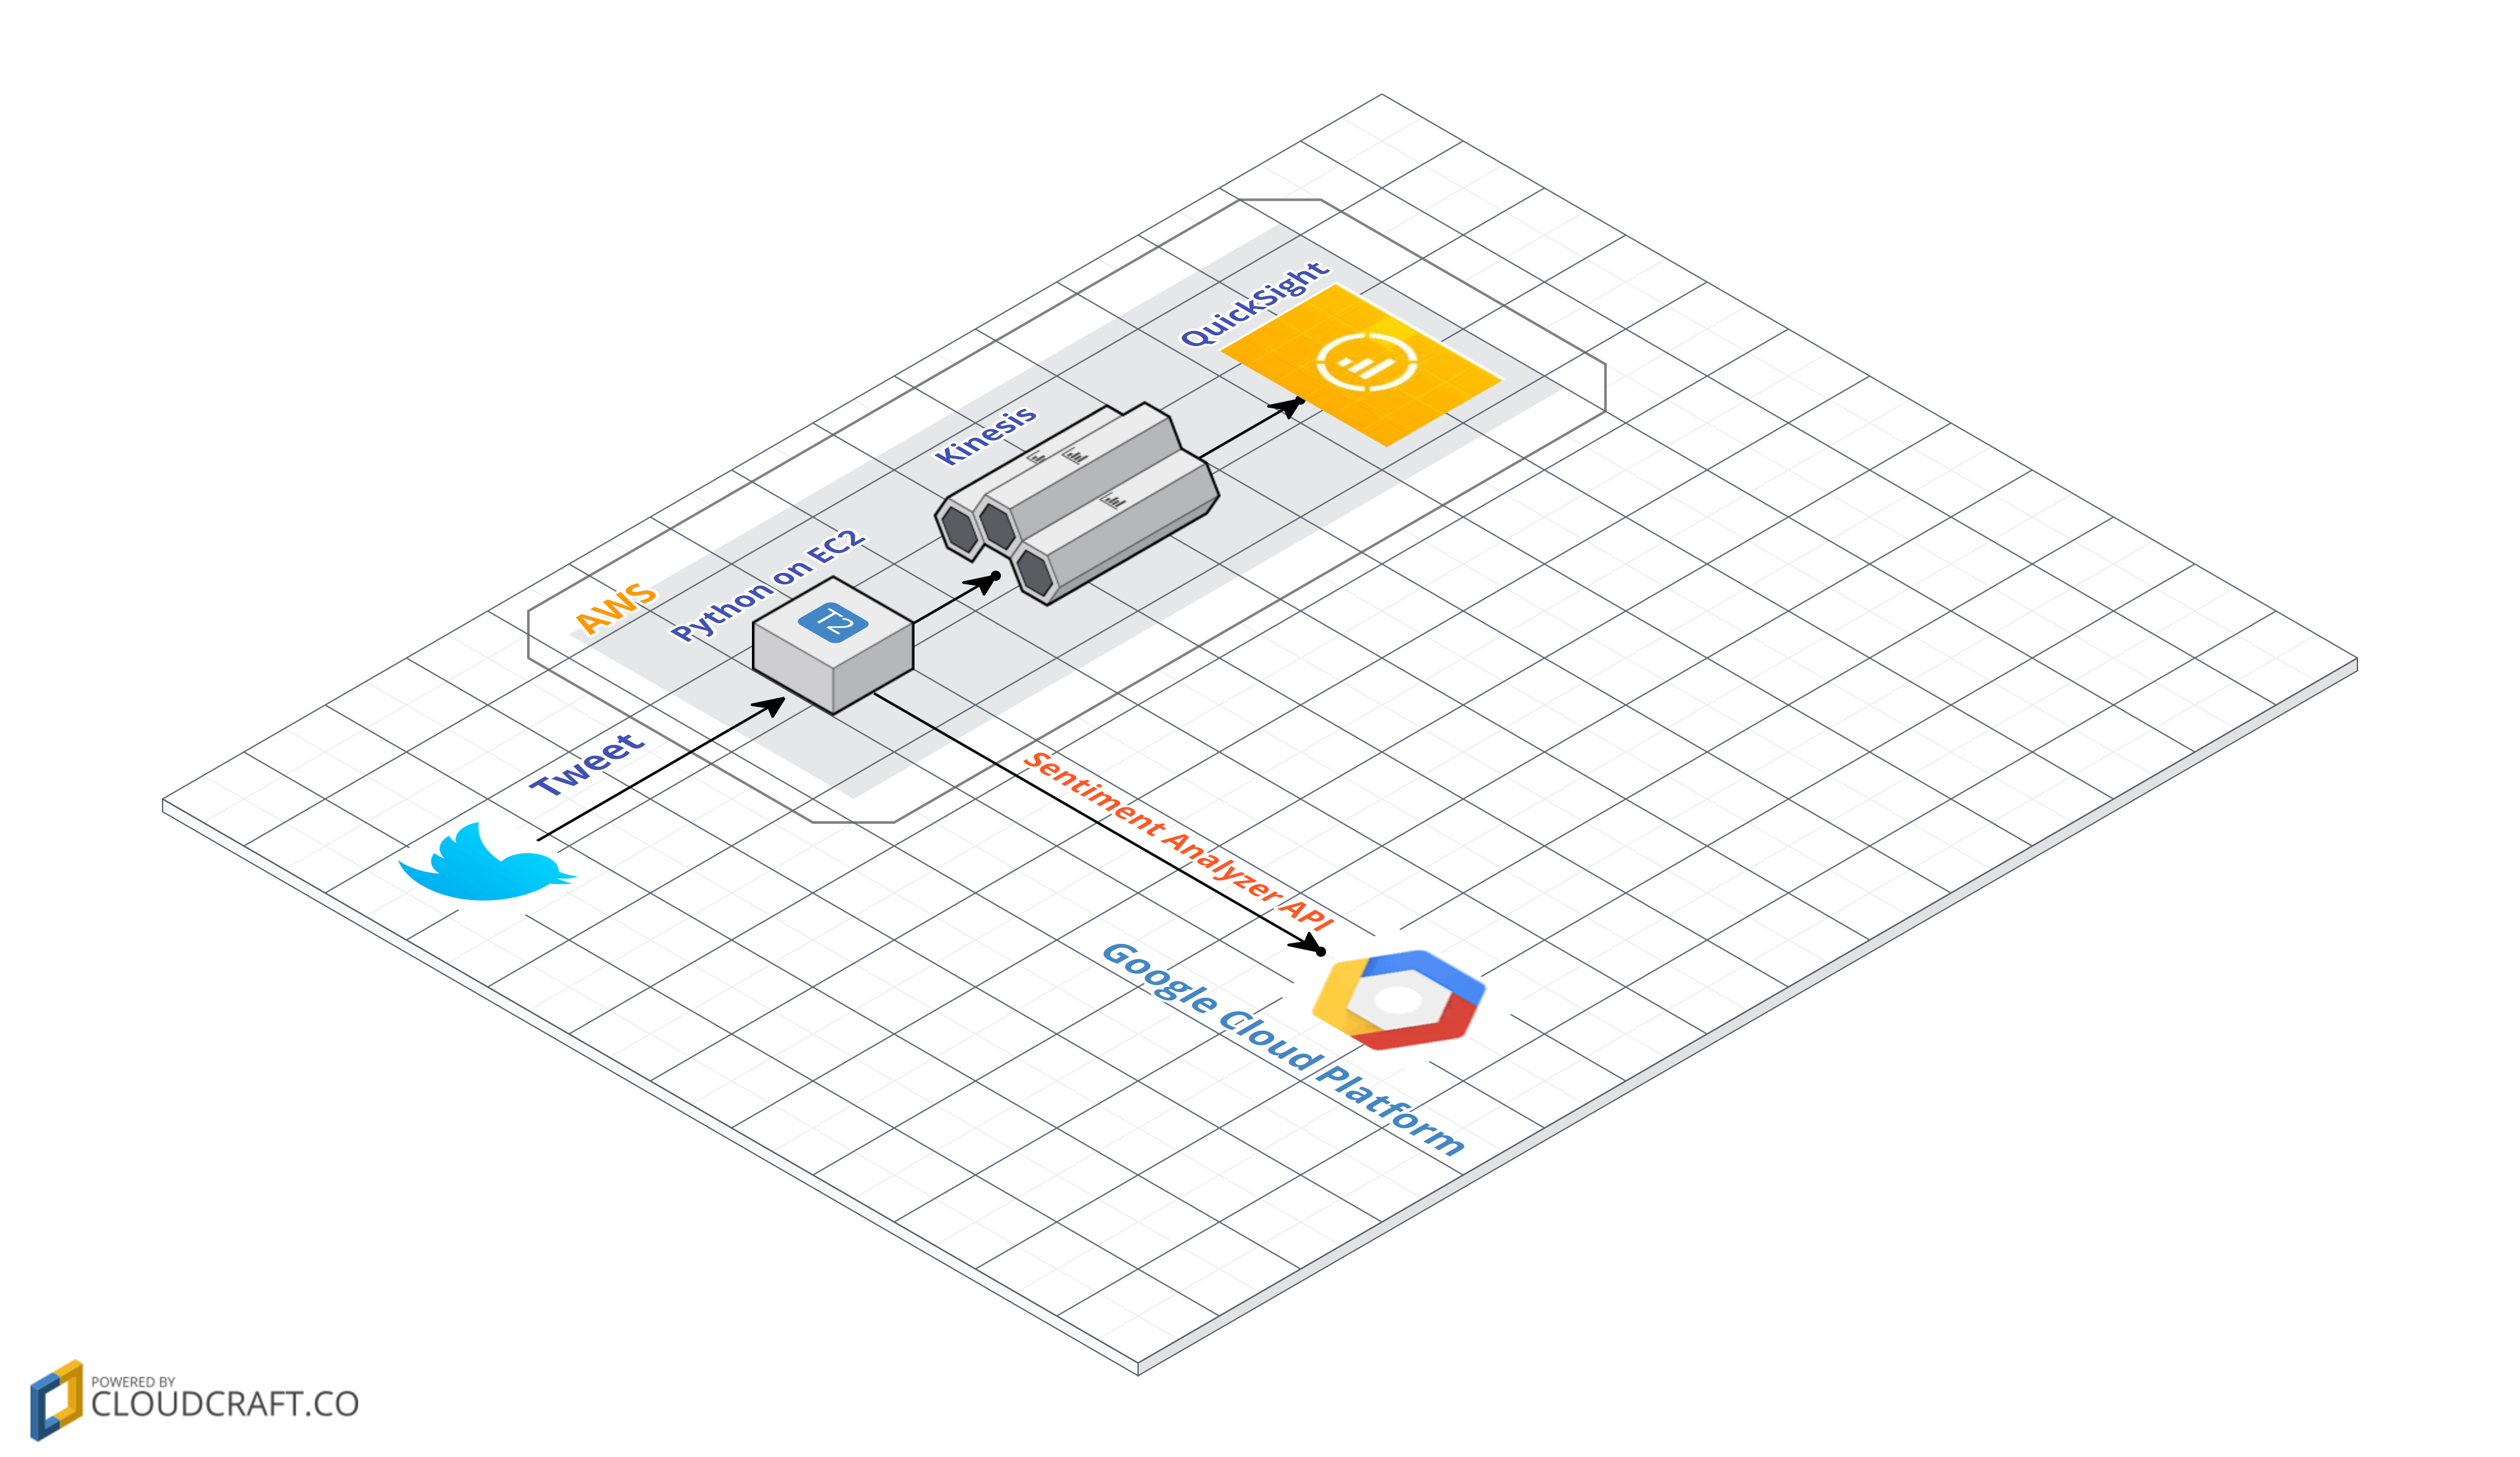 QuickSight
Kinesis
Python on EC2
AWS
T2
Tweet
Sentiment Analyzer API
Google Cloud Platform
POWERED BY
CLOUDCRAFT.CO